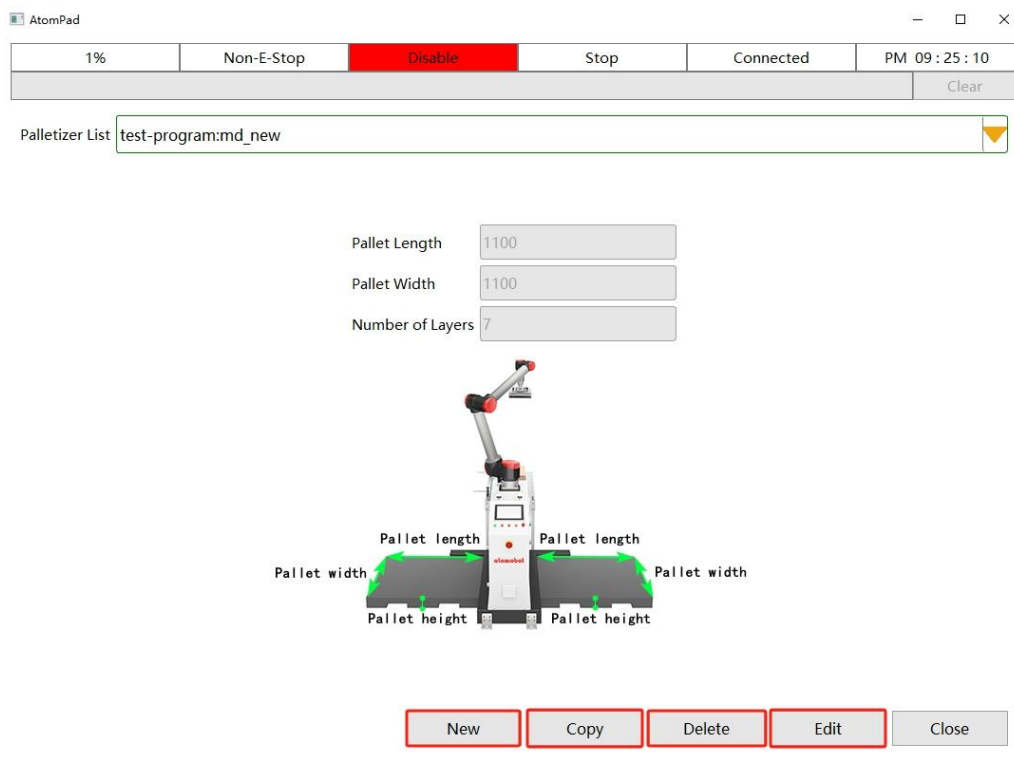 AtomPad
1% Non-E-Stop Disable Stop Connected PM 09:25:10
Clear
Palletizer List test-program:md_new
Pallet Length 1100
Pallet Width 1100
Number of Layers 7
Pallet length Pallet length
atomrobot
Pallet width Pallet width
Pallet height Pallet height
New Copy Delete Edit Close